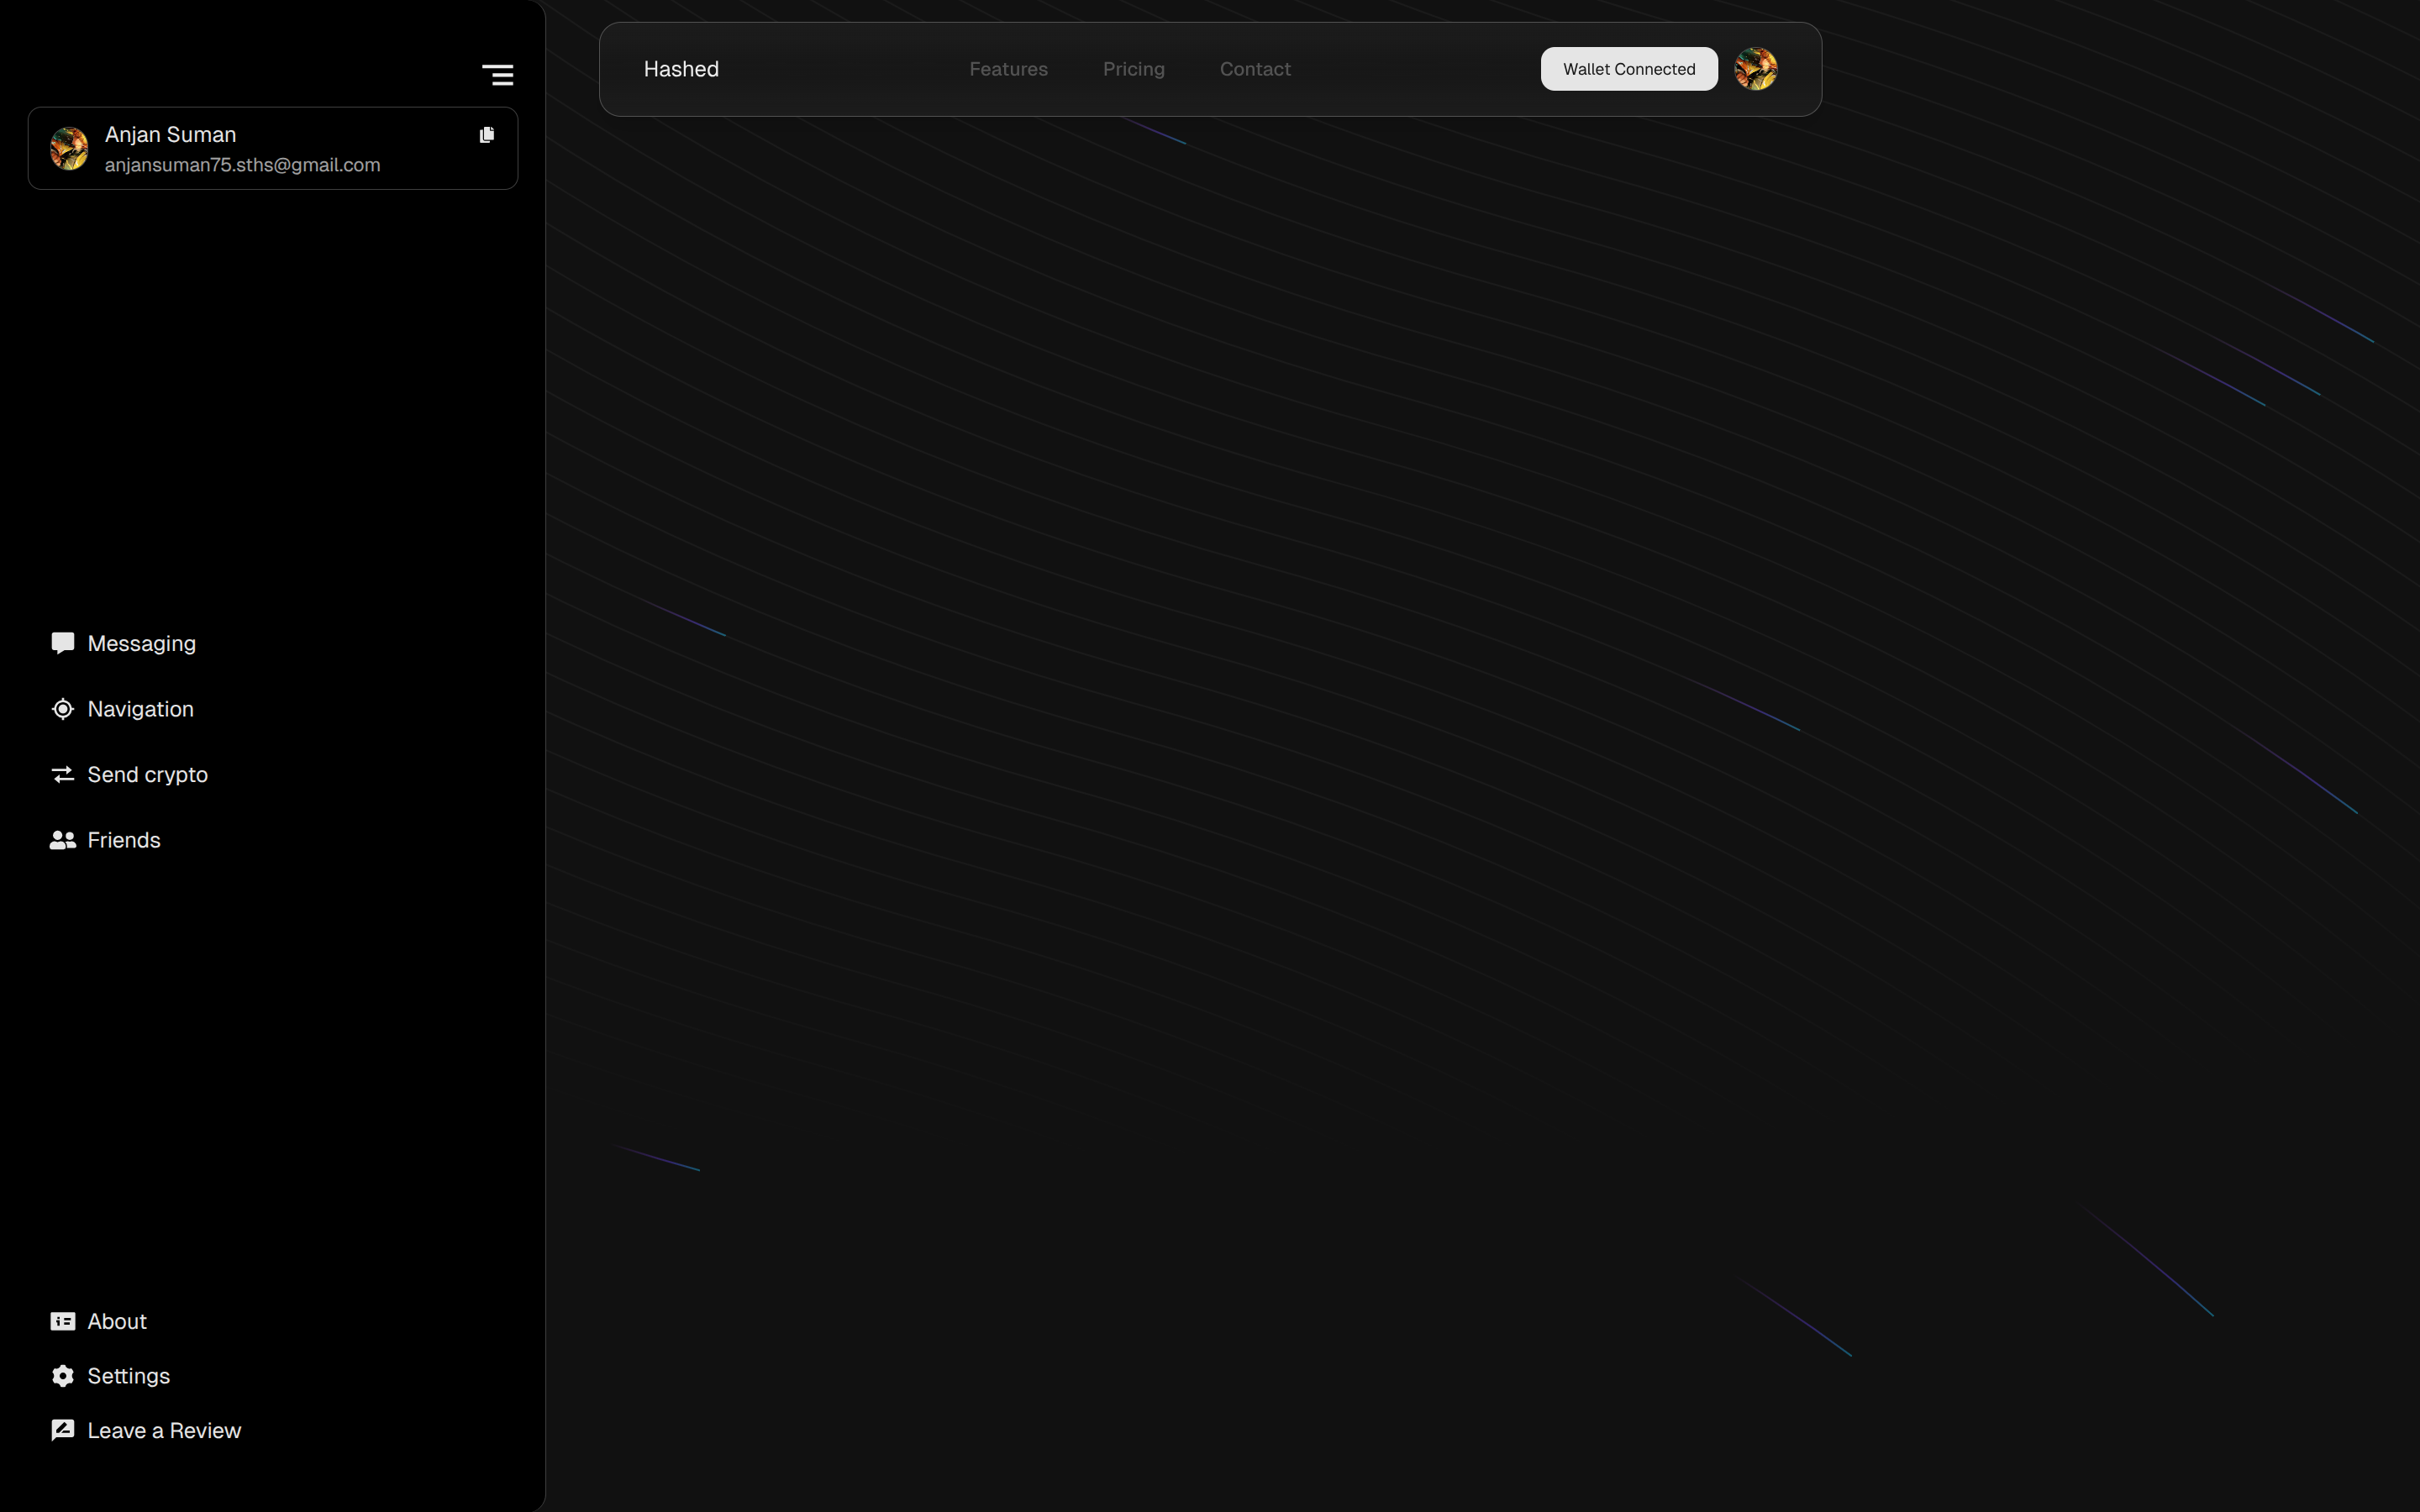 Hashed
Features
Pricing
Contact
Wallet Connected
Anjan Suman
anjansuman75.sths@gmail.com
Messaging
Navigation
Send crypto
Friends
About
Settings
Leave a Review